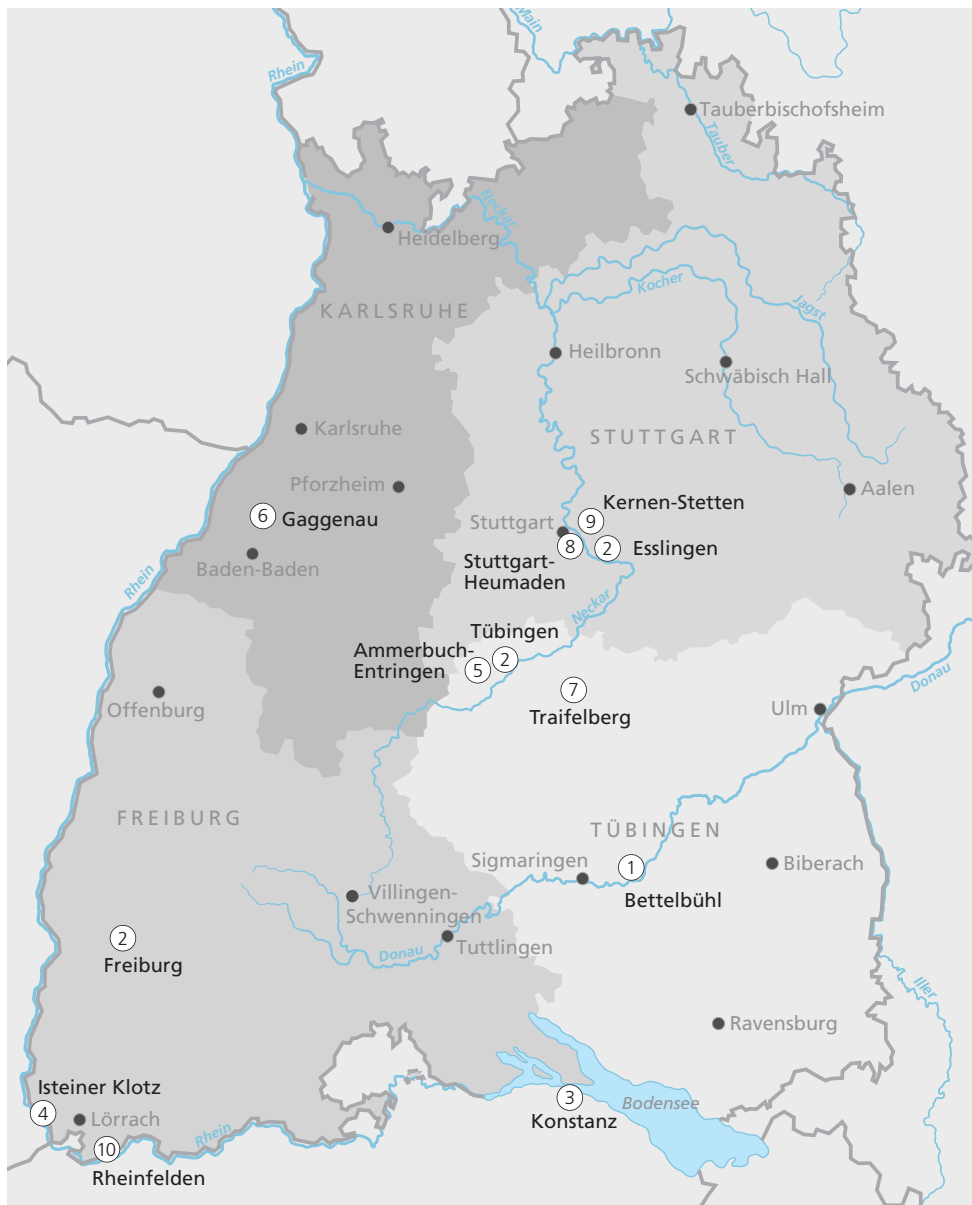 Main
Rhein
Tauberbischofsheim
Tauber
Neckar
Heidelberg
KARLSRUHE
Kocher
Jagst
Heilbronn
Schwäbisch Hall
Karlsruhe
STUTTGART
Pforzheim
Aalen
Kernen-Stetten
6
Gaggenau
Stuttgart
9
8
2
Esslingen
Baden-Baden
Stuttgart-
Heumaden
Rhein
Neckar
Tübingen
Ammerbuch-
Entringen
5
2
Donau
7
Offenburg
Traifelberg
Ulm
FREIBURG
TÜBINGEN
Sigmaringen
1
Biberach
Villingen-
Schwenningen
Bettelbühl
2
Freiburg
Donau
Tuttlingen
Iller
Ravensburg
Isteiner Klotz
4
Lörrach
3
Konstanz
Bodensee
Rhein
10
Rheinfelden